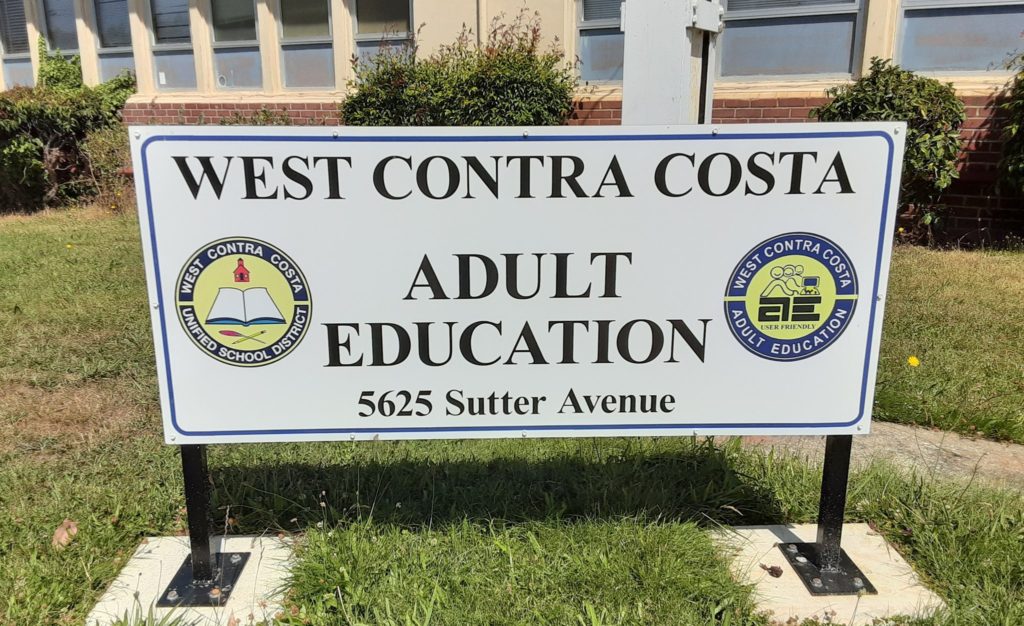 WEST CONTRA COSTA
ADULT
EDUCATION
5625 Sutter Avenue
WEST CONTRA COSTA
UNIFIED SCHOOL DISTRICT
WEST CONTRA COSTA
AE
USER FRIENDLY
ADULT EDUCATION